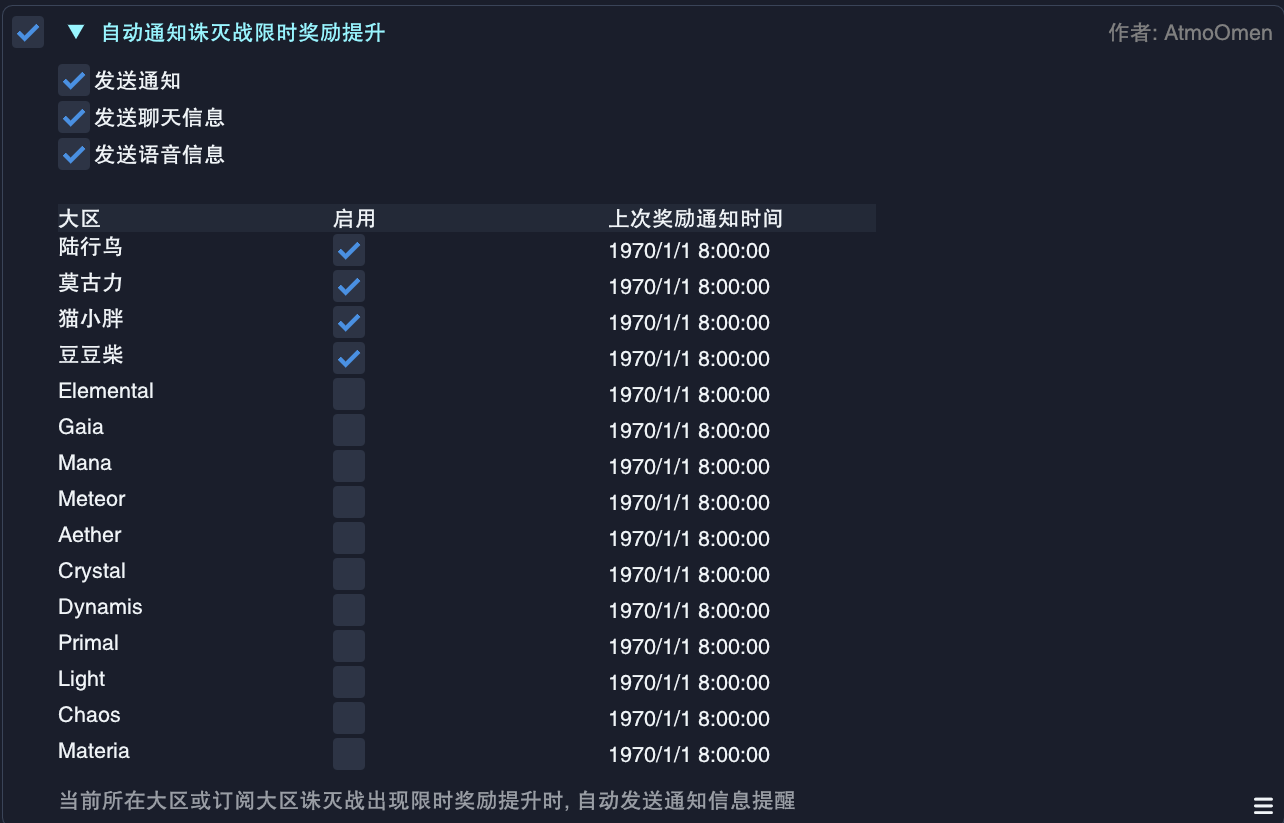 自动通知诛灭战限时奖励提升 作者: AtmoOmen
发送通知
发送聊天信息
发送语音信息
大区 启用 上次奖励通知时间
陆行鸟 1970/1/1 8:00:00
莫古力 1970/1/1 8:00:00
猫小胖 1970/1/1 8:00:00
豆豆柴 1970/1/1 8:00:00
Elemental 1970/1/1 8:00:00
Gaia 1970/1/1 8:00:00
Mana 1970/1/1 8:00:00
Meteor 1970/1/1 8:00:00
Aether 1970/1/1 8:00:00
Crystal 1970/1/1 8:00:00
Dynamis 1970/1/1 8:00:00
Primal 1970/1/1 8:00:00
Light 1970/1/1 8:00:00
Chaos 1970/1/1 8:00:00
Materia 1970/1/1 8:00:00
当前所在大区或订阅大区诛灭战出现限时奖励提升时, 自动发送通知信息提醒